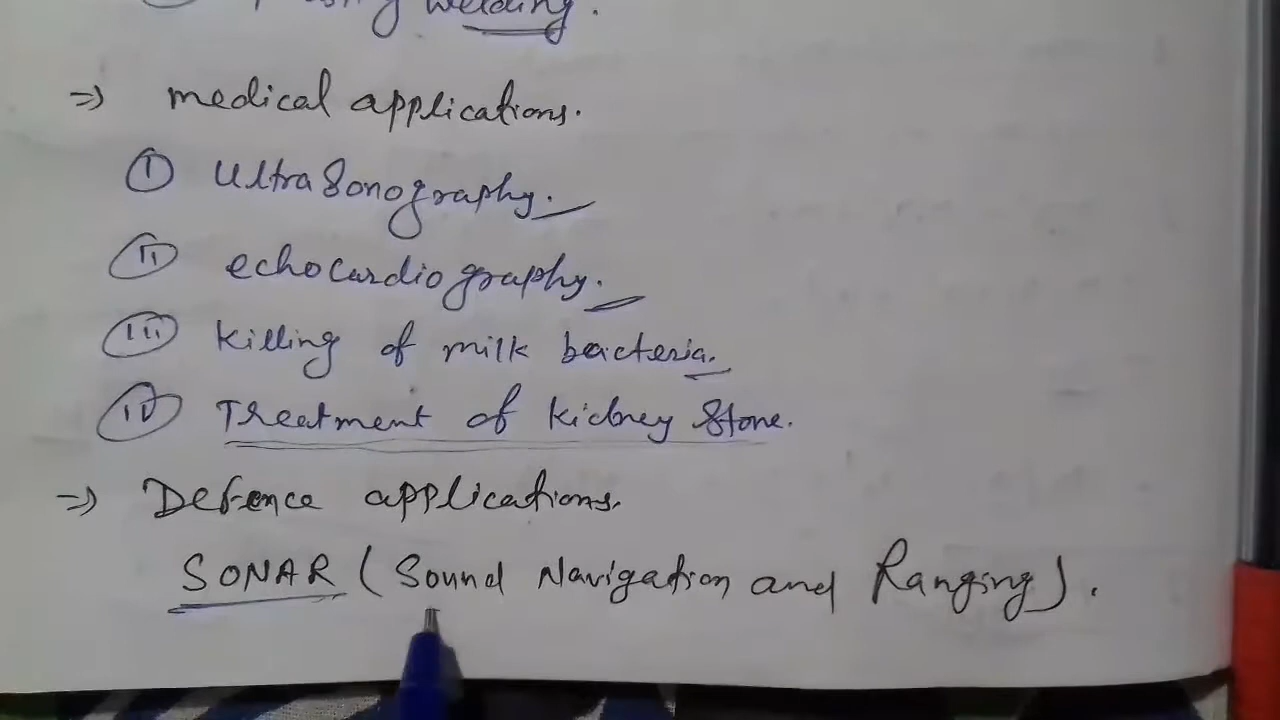 welding.
=> medical applications.
(I) Ultrasonography.
(II) echocardiography.
(III) Killing of milk bacteria.
(IV) Treatment of kidney Stone.
=> Defence applications.
SONAR (Sound Navigation and Ranging).